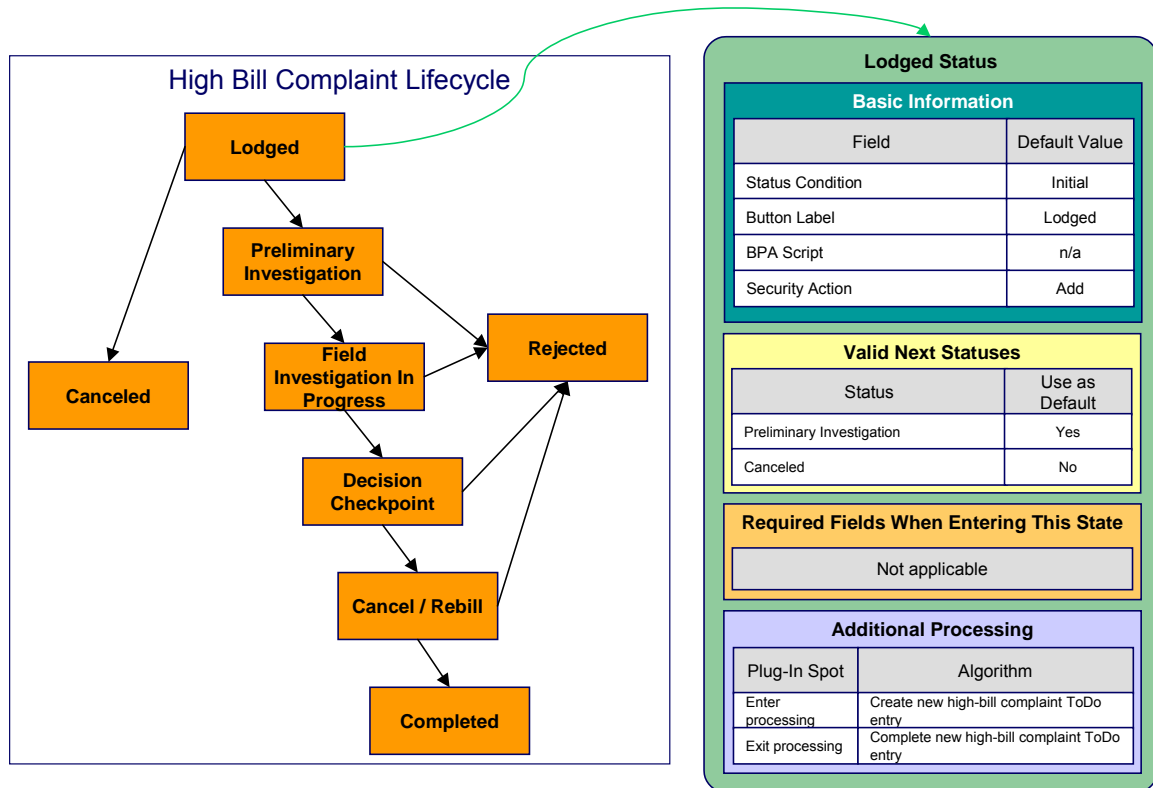 High Bill Complaint Lifecycle
Lodged
Preliminary
Investigation
Field
Investigation In
Progress
Rejected
Canceled
Decision
Checkpoint
Cancel / Rebill
Completed
Lodged Status
Basic Information
Field Default Value
Status Condition Initial
Button Label Lodged
BPA Script n/a
Security Action Add
Valid Next Statuses
Status Use as
Default
Preliminary Investigation Yes
Canceled No
Required Fields When Entering This State
Not applicable
Additional Processing
Plug-In Spot Algorithm
Enter
processing
Create new high-bill complaint ToDo
entry
Exit processing
Complete new high-bill complaint ToDo
entry